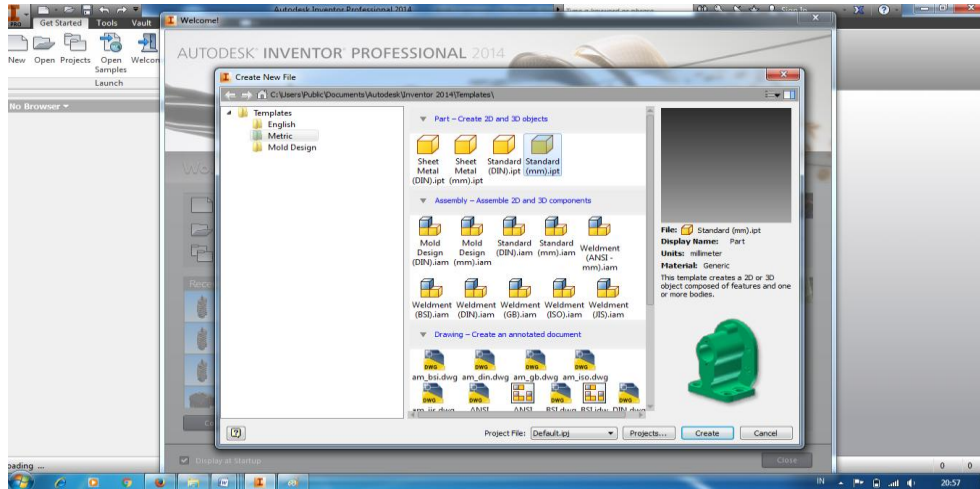 PRO
Autodesk Inventor Professional 2014
Get Started Tools Vault
New Open Projects Open Samples
Launch
No Browser
Welcome!
AUTODESK INVENTOR PROFESSIONAL 2014
Create New File
C:\Users\Public\Documents\Autodesk\Inventor 2014\Templates\
Templates
English
Metric
Mold Design
Part – Create 2D and 3D objects
Sheet Metal (DIN).ipt
Sheet Metal (mm).ipt
Standard (DIN).ipt
Standard (mm).ipt
Assembly – Assemble 2D and 3D components
Mold Design (DIN).iam
Mold Design (mm).iam
Standard (DIN).iam
Standard (mm).iam
Weldment (ANSI - mm).iam
Weldment (BSI).iam
Weldment (DIN).iam
Weldment (GB).iam
Weldment (ISO).iam
Weldment (JIS).iam
Drawing – Create an annotated document
am_bsi.dwg am_din.dwg am_gb.dwg am_iso.dwg
File: Standard (mm).ipt
Display Name: Part
Units: millimeter
Material: Generic
This template creates a 2D or 3D
object composed of features and one
or more bodies.
Project File: Default.ipj
Projects...
Create
Cancel
Display at Startup
Close
0 0
IN
20:57